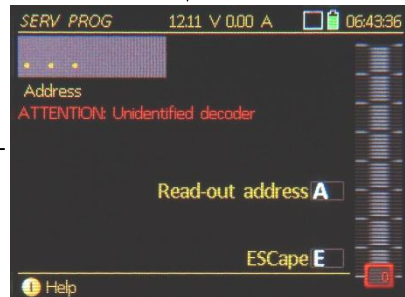 SERV PROG 12.11 V 0.00 A 06:43:36
. . .
Address
ATTENTION: Unidentified decoder
Read-out address A
ESCape E
0
! Help